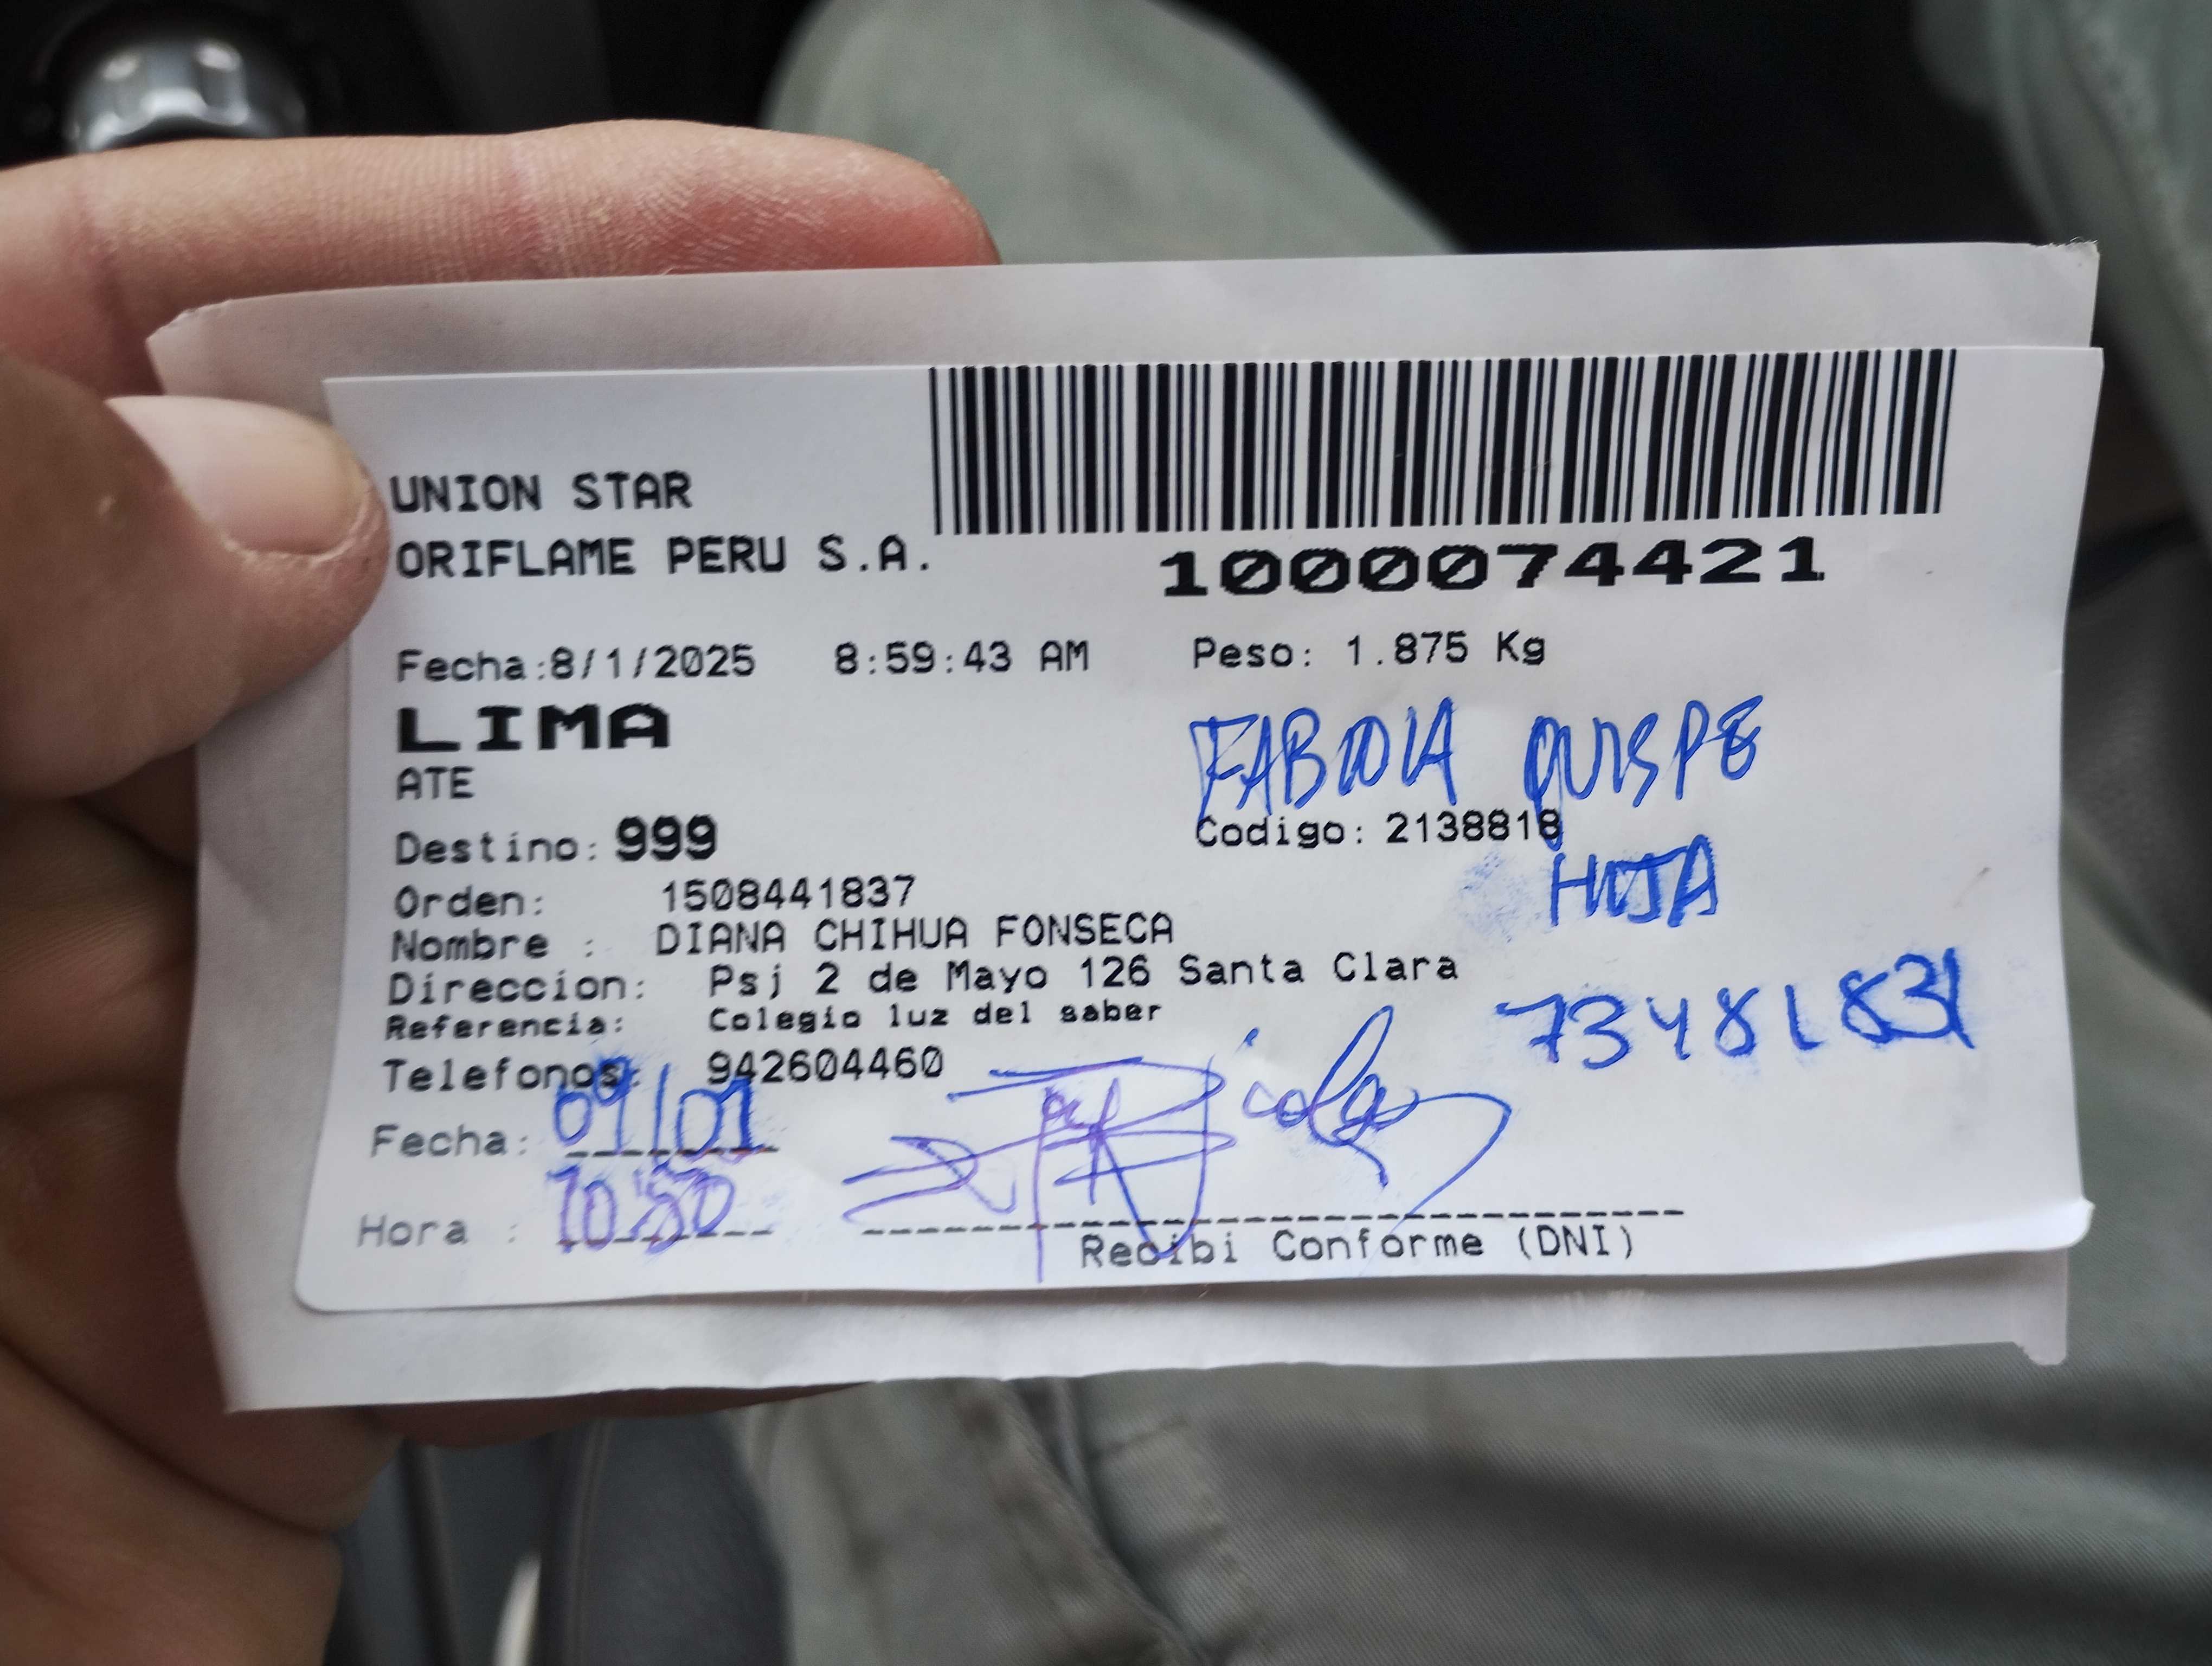 UNION STAR
ORIFLAME PERU S.A.
1000074421
Fecha:8/1/2025 8:59:43 AM Peso: 1.875 Kg
LIMA
FABIOLA QUISPE
ATE
Destino: 999 Codigo: 2138818
HIJA
Orden: 1508441837
Nombre : DIANA CHIHUA FONSECA
Direccion: Psj 2 de Mayo 126 Santa Clara
Referencia: Colegio luz del saber
73481831
Telefonos: 942604460
Fecha: 09/01
Hora : 10:50
Recibi Conforme (DNI)